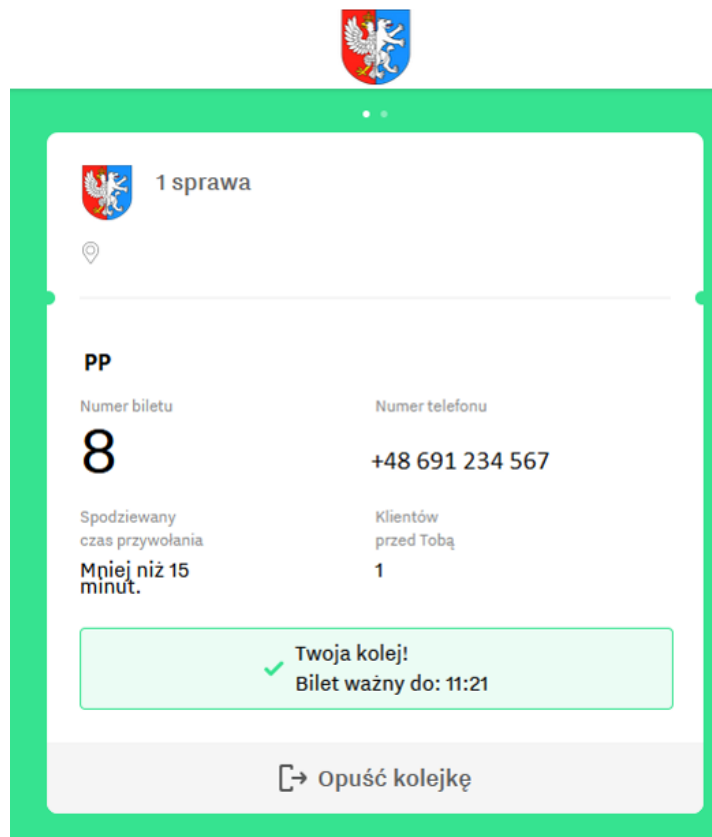 1 sprawa
PP
Numer biletu
8
Numer telefonu
+48 691 234 567
Spodziewany
czas przywołania
Mniej niż 15
minut.
Klientów
przed Tobą
1
Twoja kolej!
Bilet ważny do: 11:21
Opuść kolejkę